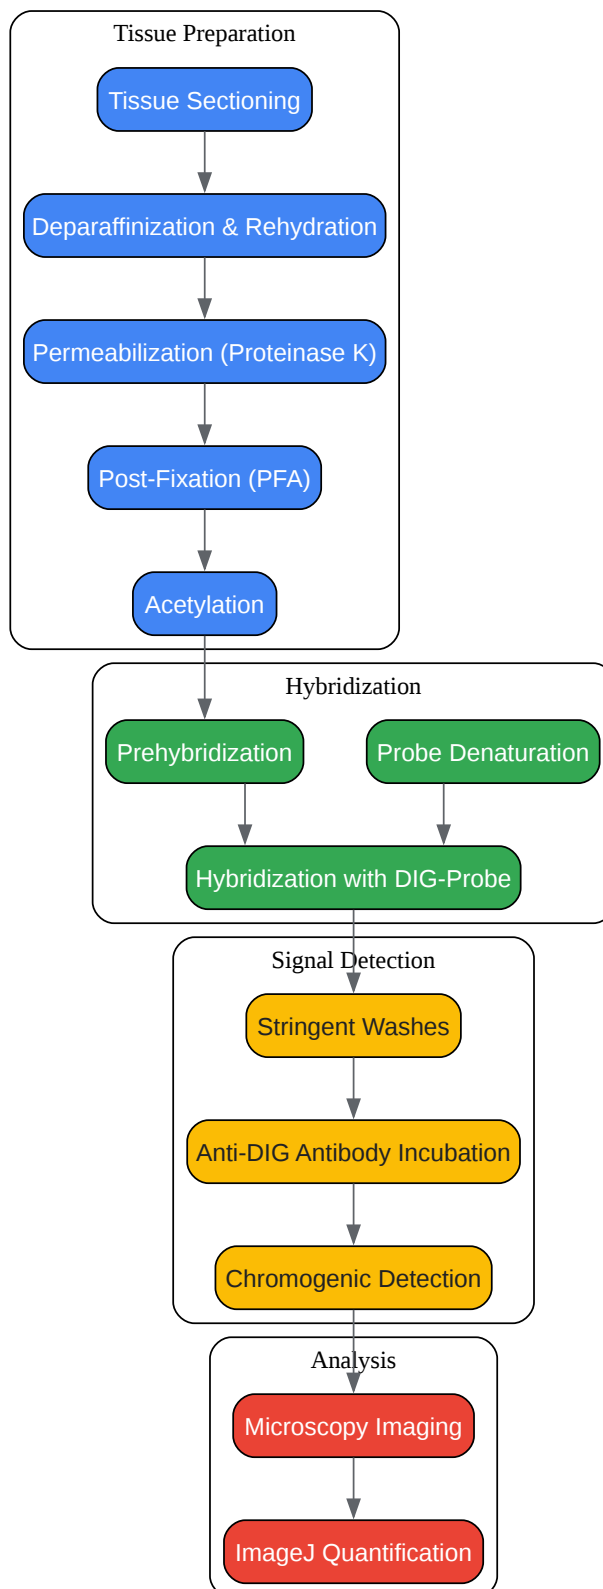 Tissue Preparation
Tissue Sectioning
Deparaffinization & Rehydration
Permeabilization (Proteinase K)
Post-Fixation (PFA)
Acetylation
Hybridization
Prehybridization
Probe Denaturation
Hybridization with DIG-Probe
Signal Detection
Stringent Washes
Anti-DIG Antibody Incubation
Chromogenic Detection
Analysis
Microscopy Imaging
ImageJ Quantification